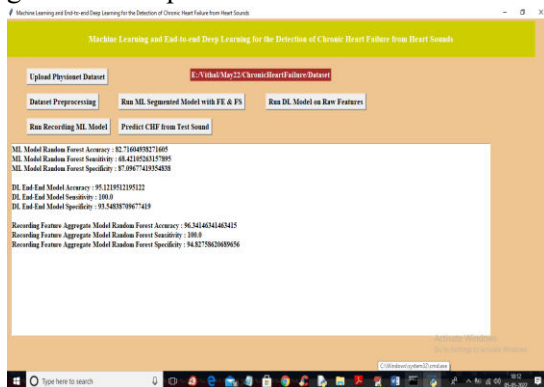 Machine Learning and End-to-end Deep Learning for the Detection of Chronic Heart Failure from Heart Sounds
Machine Learning and End-to-end Deep Learning for the Detection of Chronic Heart Failure from Heart Sounds
Upload Physionet Dataset
E:/Vithal/May22/ChronicHeartFailure/Dataset
Dataset Preprocessing
Run ML Segmented Model with FE & FS
Run DL Model on Raw Features
Run Recording ML Model
Predict CHF from Test Sound
ML Model Random Forest Accuracy : 82.71604938271605
ML Model Random Forest Sensitivity : 68.42105263157895
ML Model Random Forest Specificity : 87.09677419354838
DL End-End Model Accuracy : 95.1219512195122
DL End-End Model Sensitivity : 100.0
DL End-End Model Specificity : 93.54838709677419
Recording Feature Aggregate Model Random Forest Accuracy : 96.34146341463415
Recording Feature Aggregate Model Random Forest Sensitivity : 100.0
Recording Feature Aggregate Model Random Forest Specificity : 94.82758620689656
Activate Windows
C:\Windows\system32\cmd.exe
Type here to search
18:12
05-05-2022